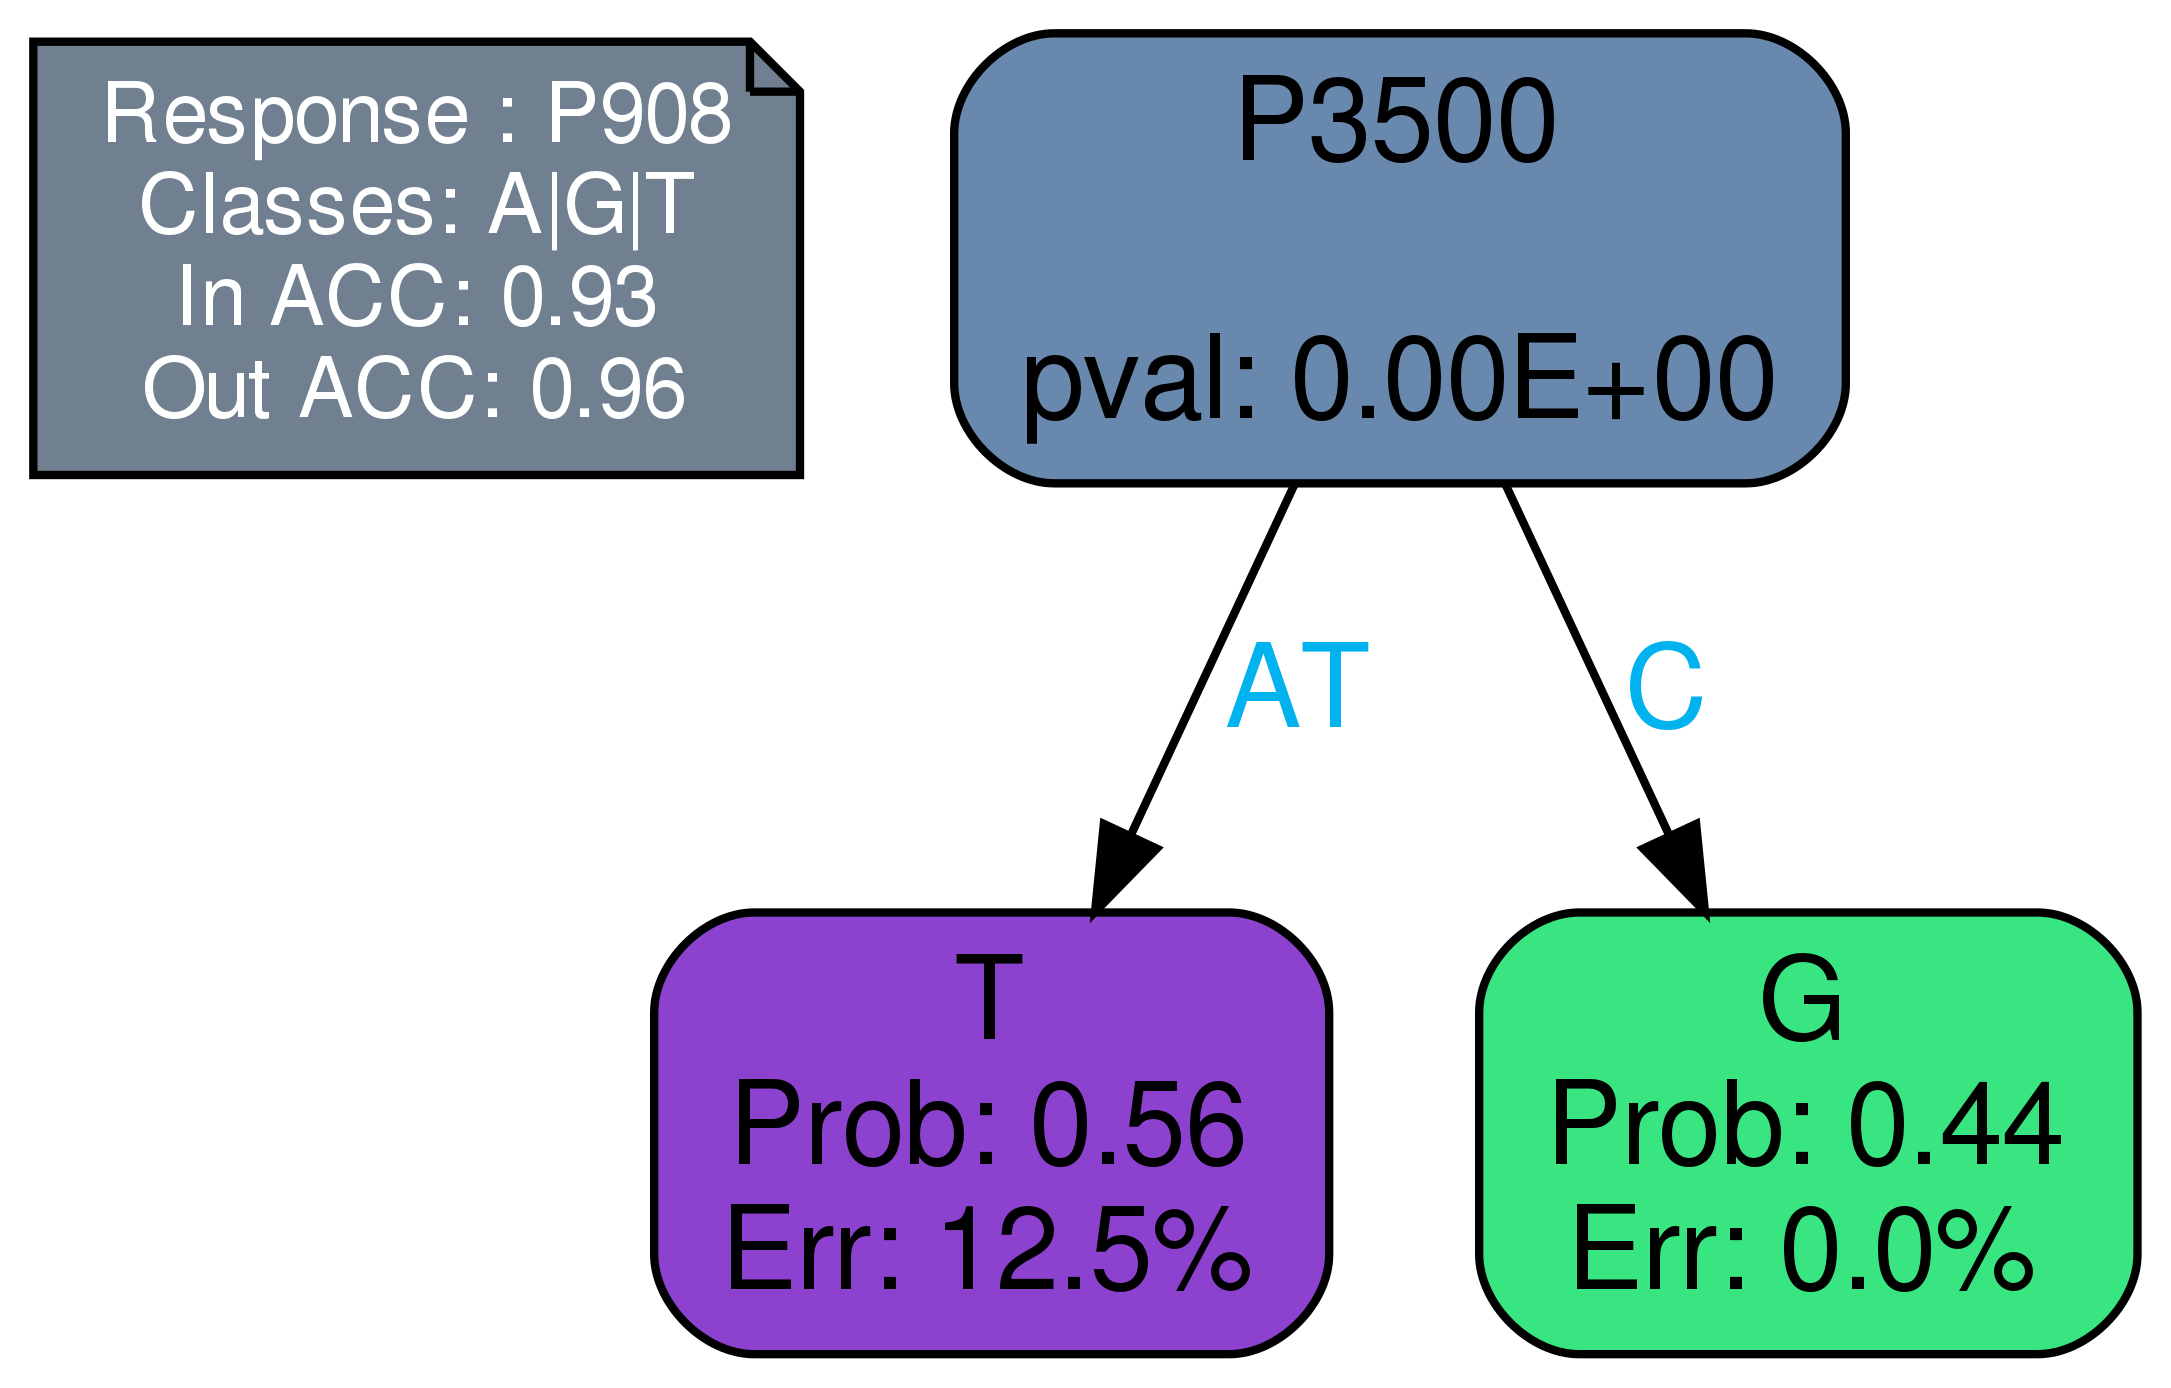 Response : P908
Classes: A|G|T
In ACC: 0.93
Out ACC: 0.96
P3500
pval: 0.00E+00
AT
C
T
Prob: 0.56
Err: 12.5%
G
Prob: 0.44
Err: 0.0%